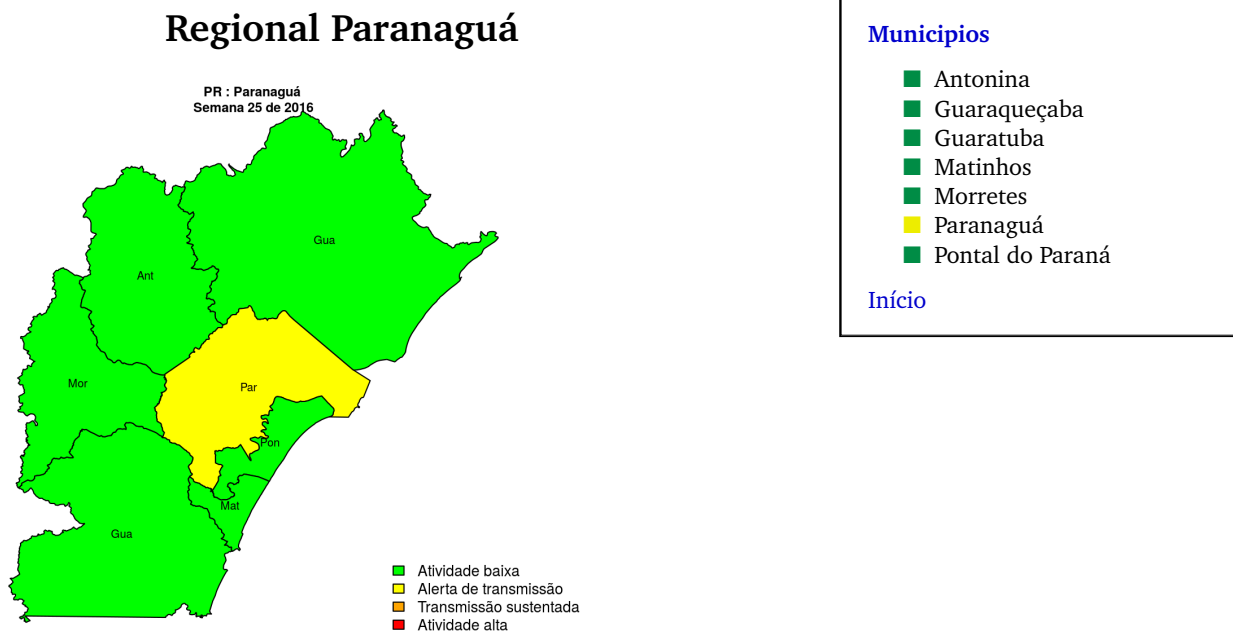 Regional Paranaguá
PR : Paranaguá
Semana 25 de 2016
Gua
Ant
Mor
Par
Pon
Mat
Gua
Atividade baixa
Alerta de transmissão
Transmissão sustentada
Atividade alta
Municipios
Antonina
Guaraqueçaba
Guaratuba
Matinhos
Morretes
Paranaguá
Pontal do Paraná
Início